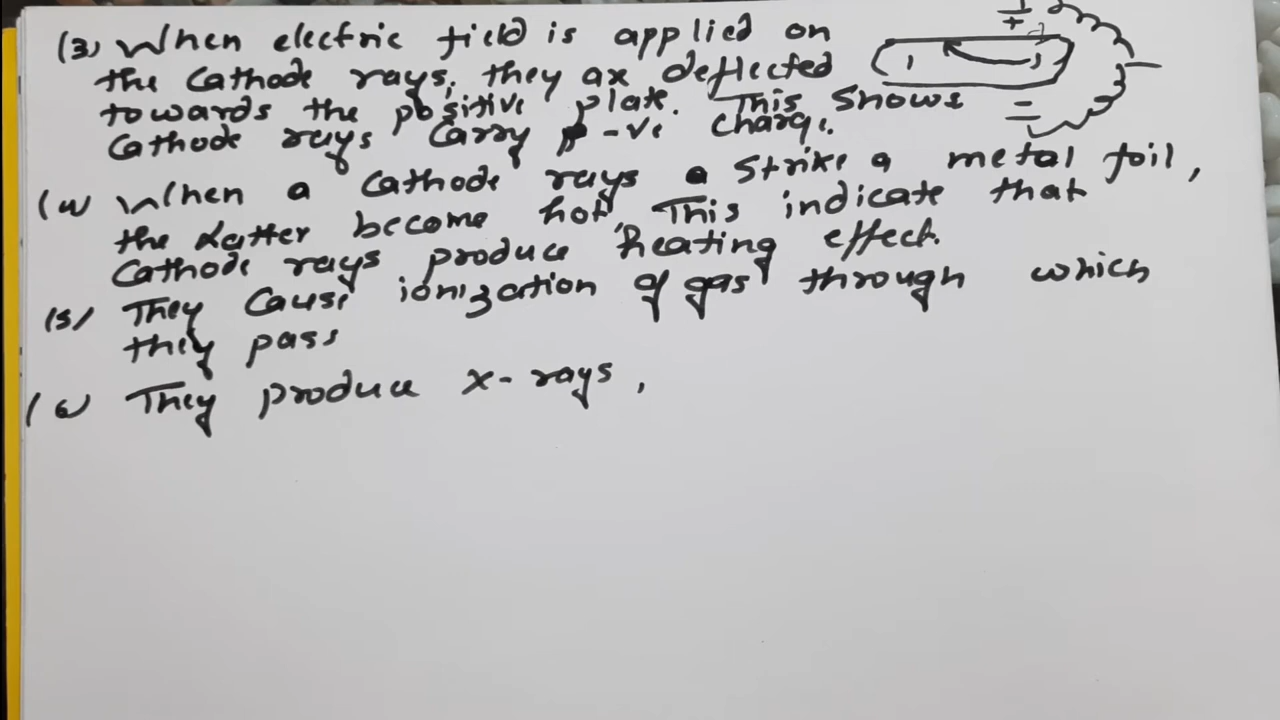 (3) When electric field is applied on
the cathode rays, they are deflected
towards the positive plate. This shows
Cathode rays carry -ve charge.
(4) When a cathode rays strike a metal foil,
the latter become hot, This indicate that
Cathode rays produce heating effect.
(5) They cause ionization of gas through which
they pass
(6) They produce x-rays,
+